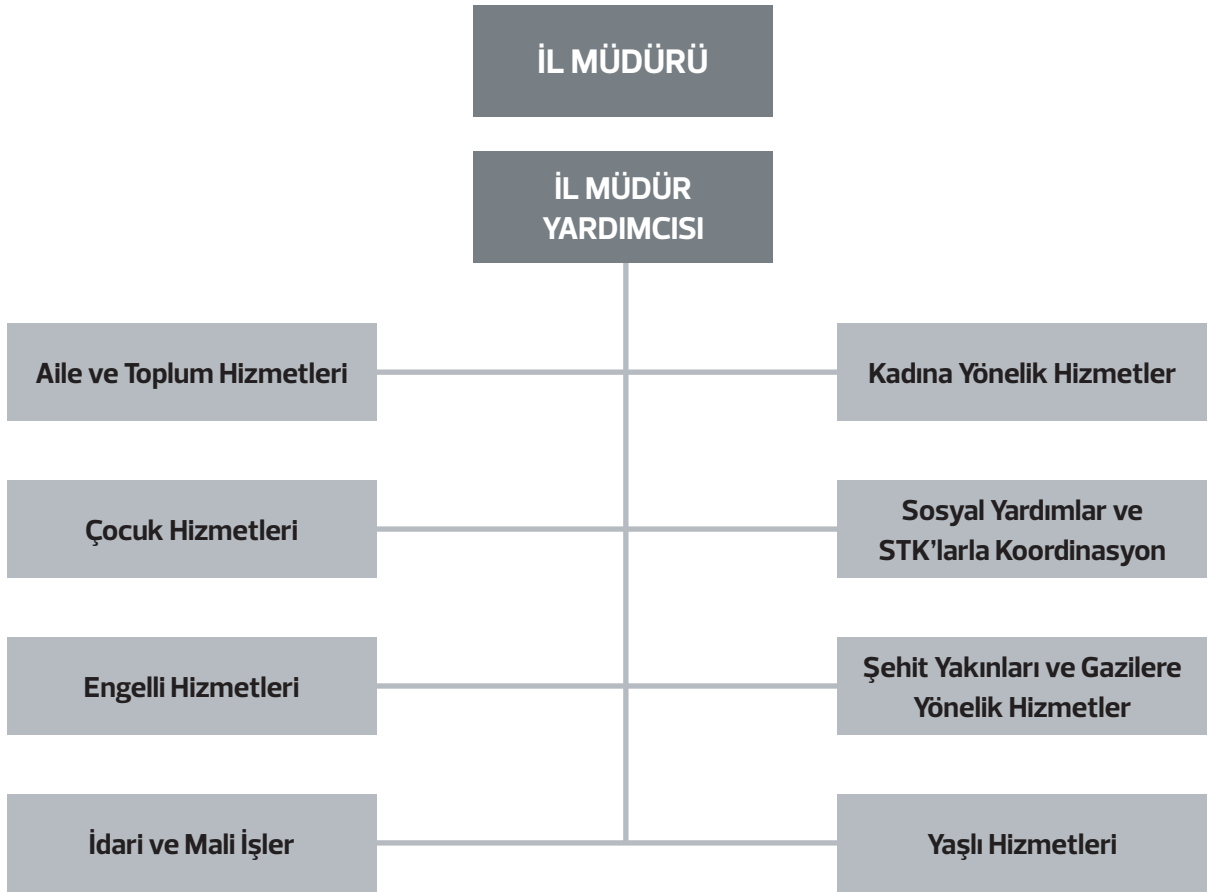 İL MÜDÜRÜ
İL MÜDÜR
YARDIMCISI
Aile ve Toplum Hizmetleri
Kadına Yönelik Hizmetler
Çocuk Hizmetleri
Sosyal Yardımlar ve
STK’larla Koordinasyon
Engelli Hizmetleri
Şehit Yakınları ve Gazilere
Yönelik Hizmetler
İdari ve Mali İşler
Yaşlı Hizmetleri